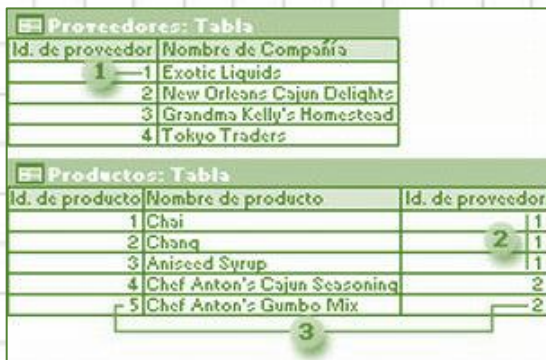 Proveedores: Tabla
Id. de proveedor Nombre de Compañía
1 1 Exotic Liquids
2 New Orleans Cajun Delights
3 Grandma Kelly's Homestead
4 Tokyo Traders
Productos: Tabla
Id. de producto Nombre de producto Id. de proveedor
1 Chai 1
2 Chang 2 1
3 Aniseed Syrup 1
4 Chef Anton's Cajun Seasoning 2
5 Chef Anton's Gumbo Mix 2
3